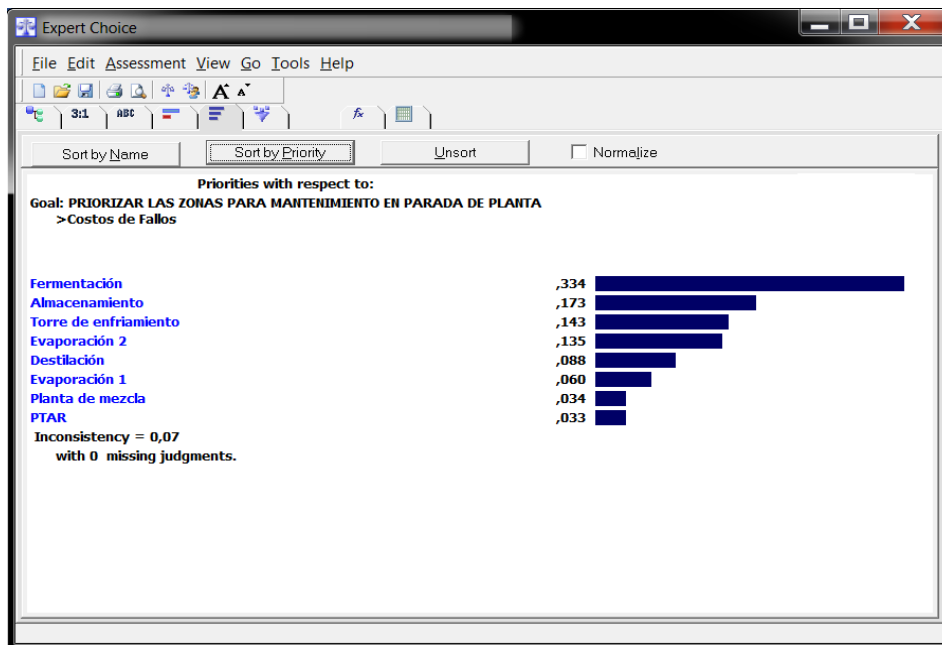 Expert Choice
File Edit Assessment View Go Tools Help
A A
3:1 ABC fx
Sort by Name Sort by Priority Unsort Normalize
Priorities with respect to:
Goal: PRIORIZAR LAS ZONAS PARA MANTENIMIENTO EN PARADA DE PLANTA
>Costos de Fallos
Fermentación ,334
Almacenamiento ,173
Torre de enfriamiento ,143
Evaporación 2 ,135
Destilación ,088
Evaporación 1 ,060
Planta de mezcla ,034
PTAR ,033
Inconsistency = 0,07
with 0 missing judgments.